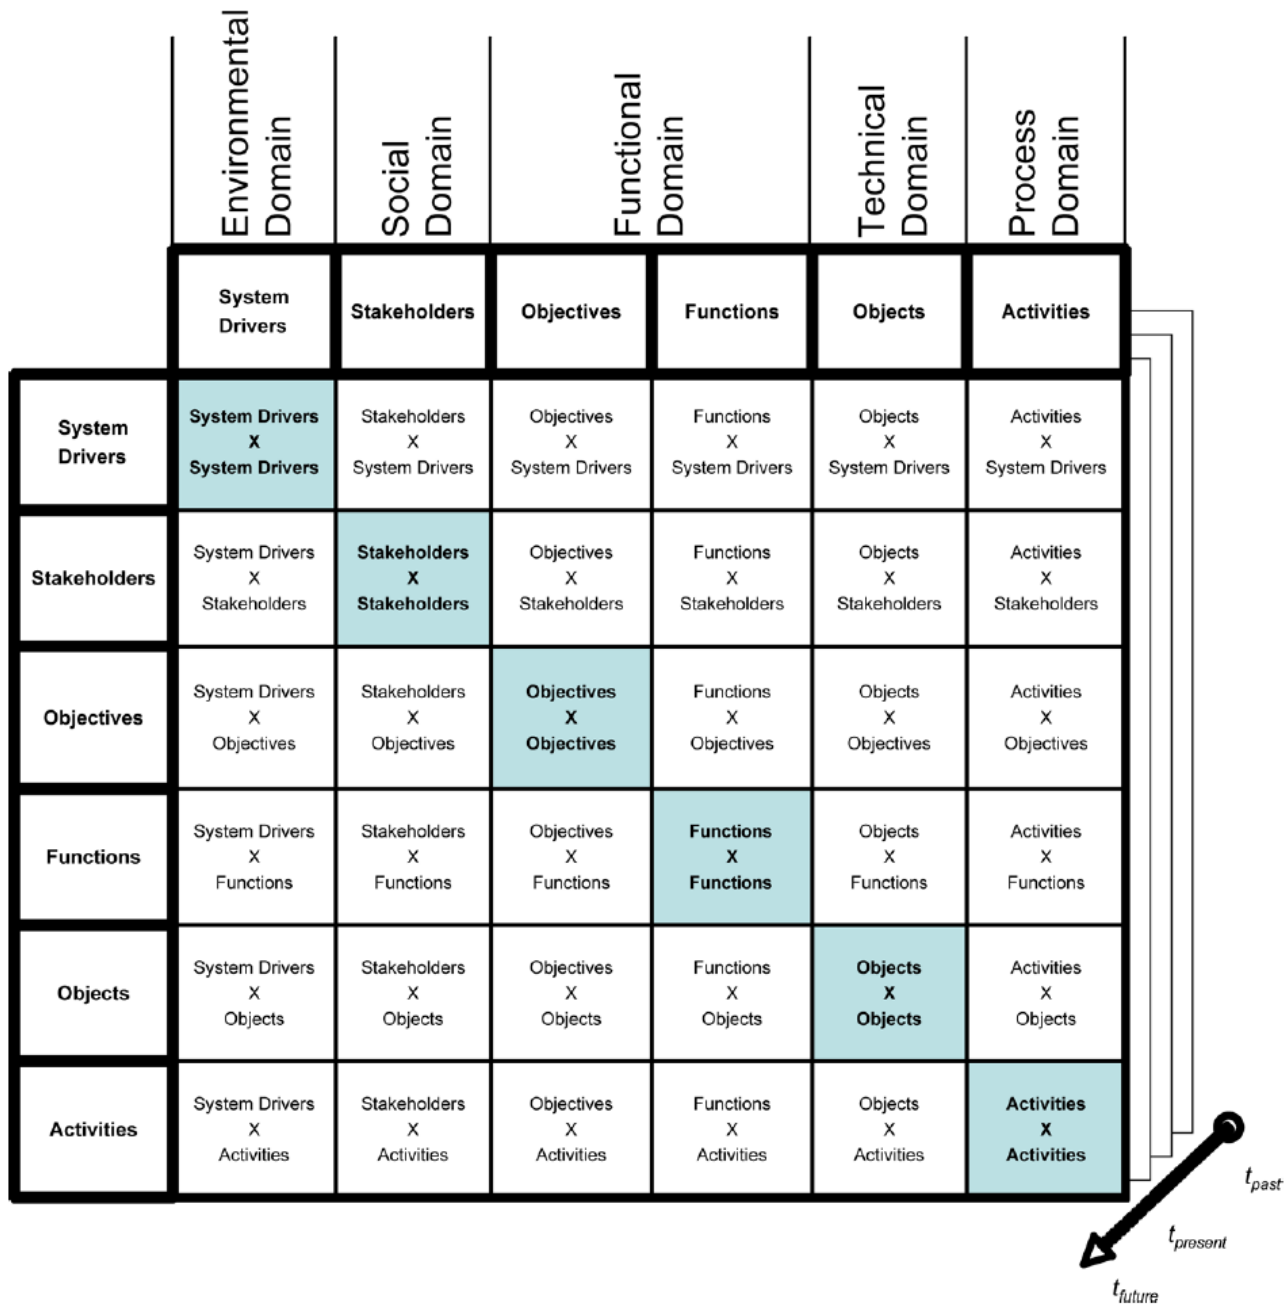 Environmental
Domain
Social
Domain
Functional
Domain
Technical
Domain
Process
Domain
System
Drivers
Stakeholders
Objectives
Functions
Objects
Activities
System
Drivers
System Drivers
X
System Drivers
Stakeholders
X
System Drivers
Objectives
X
System Drivers
Functions
X
System Drivers
Objects
X
System Drivers
Activities
X
System Drivers
Stakeholders
System Drivers
X
Stakeholders
Stakeholders
X
Stakeholders
Objectives
X
Stakeholders
Functions
X
Stakeholders
Objects
X
Stakeholders
Activities
X
Stakeholders
Objectives
System Drivers
X
Objectives
Stakeholders
X
Objectives
Objectives
X
Objectives
Functions
X
Objectives
Objects
X
Objectives
Activities
X
Objectives
Functions
System Drivers
X
Functions
Stakeholders
X
Functions
Objectives
X
Functions
Functions
X
Functions
Objects
X
Functions
Activities
X
Functions
Objects
System Drivers
X
Objects
Stakeholders
X
Objects
Objectives
X
Objects
Functions
X
Objects
Objects
X
Objects
Activities
X
Objects
Activities
System Drivers
X
Activities
Stakeholders
X
Activities
Objectives
X
Activities
Functions
X
Activities
Objects
X
Activities
Activities
X
Activities
t_past
t_present
t_future